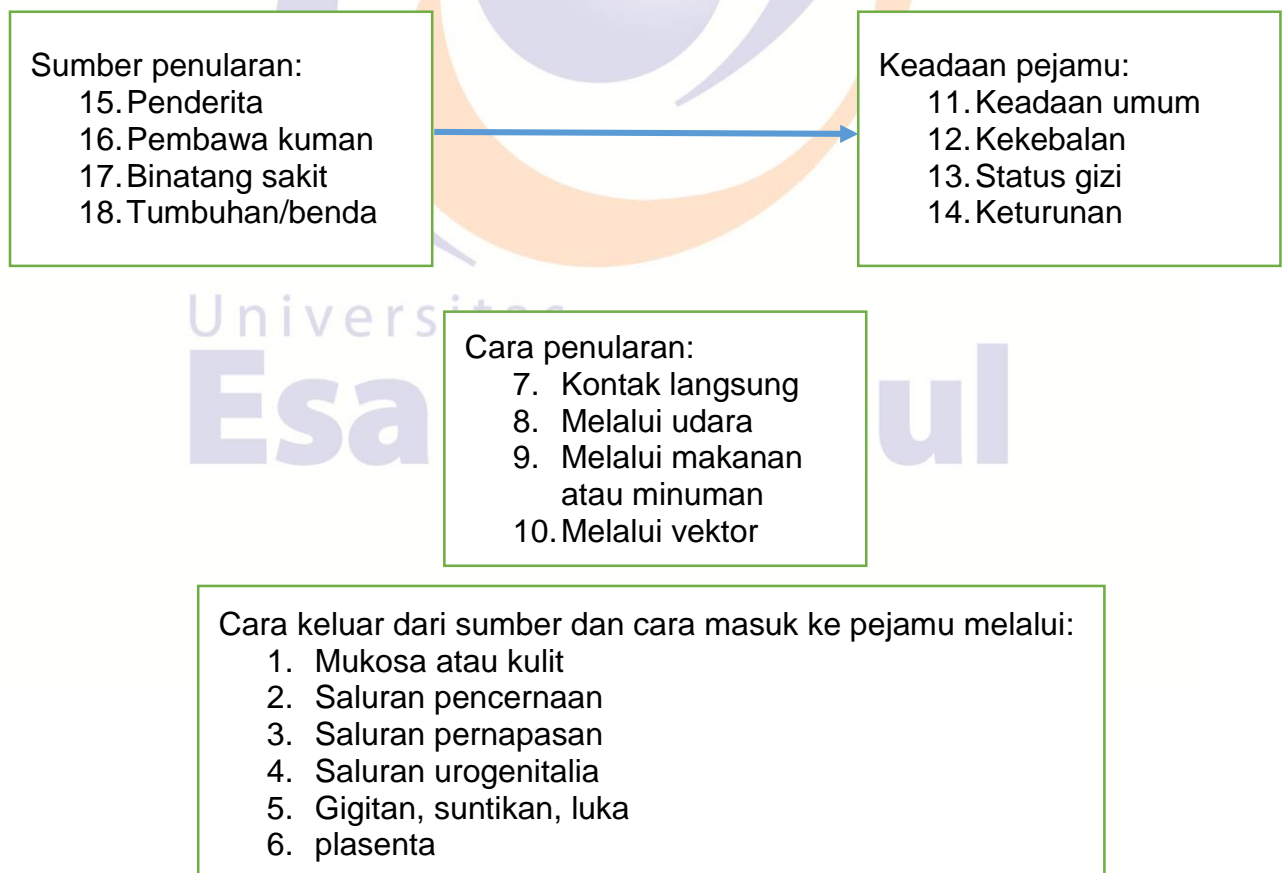 Sumber penularan:
15. Penderita
16. Pembawa kuman
17. Binatang sakit
18. Tumbuhan/benda
Keadaan pejamu:
11. Keadaan umum
12. Kekebalan
13. Status gizi
14. Keturunan
Universitas
Esa ul
Cara penularan:
7. Kontak langsung
8. Melalui udara
9. Melalui makanan
atau minuman
10. Melalui vektor
Cara keluar dari sumber dan cara masuk ke pejamu melalui:
1. Mukosa atau kulit
2. Saluran pencernaan
3. Saluran pernapasan
4. Saluran urogenitalia
5. Gigitan, suntikan, luka
6. plasenta